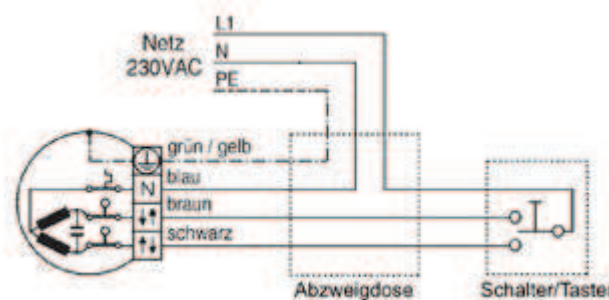 L1
Netz
230VAC
N
PE
grün / gelb
blau
N
braun
schwarz
Abzweigdose
Schalter/Taster